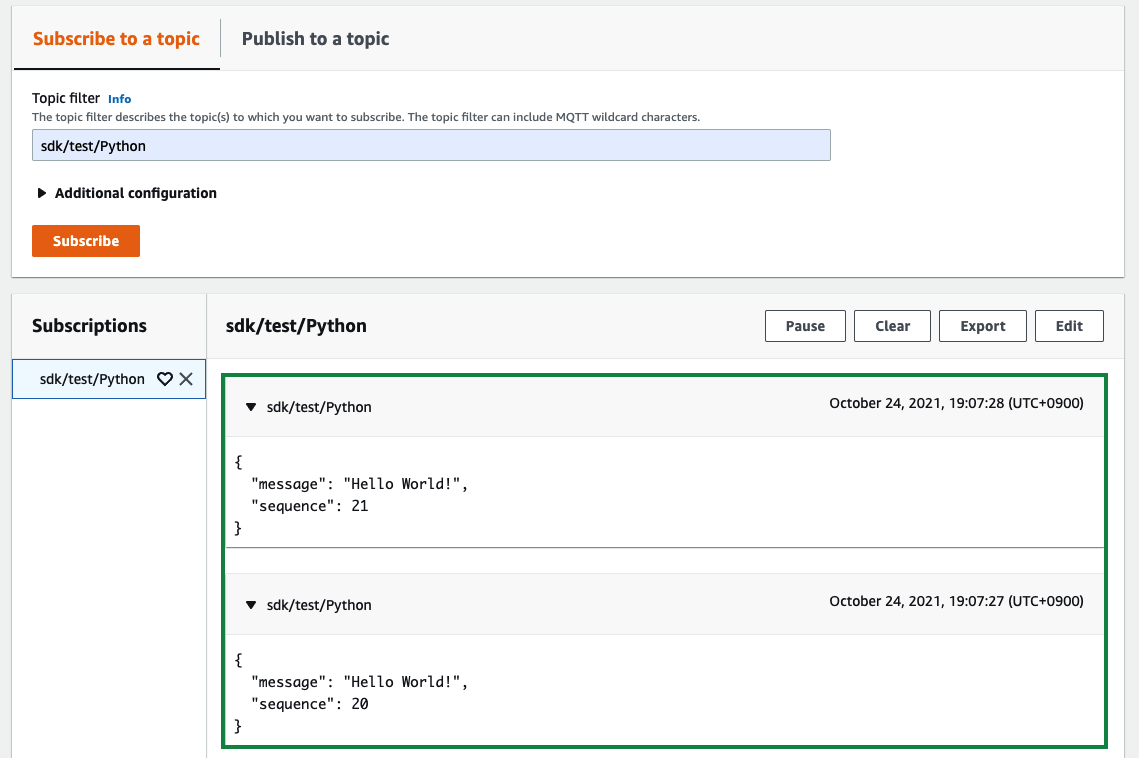 Subscribe to a topic
Publish to a topic
Topic filter Info
The topic filter describes the topic(s) to which you want to subscribe. The topic filter can include MQTT wildcard characters.
sdk/test/Python
Additional configuration
Subscribe
Subscriptions
sdk/test/Python
sdk/test/Python
Pause
Clear
Export
Edit
sdk/test/Python
October 24, 2021, 19:07:28 (UTC+0900)
{
"message": "Hello World!",
"sequence": 21
}
sdk/test/Python
October 24, 2021, 19:07:27 (UTC+0900)
{
"message": "Hello World!",
"sequence": 20
}